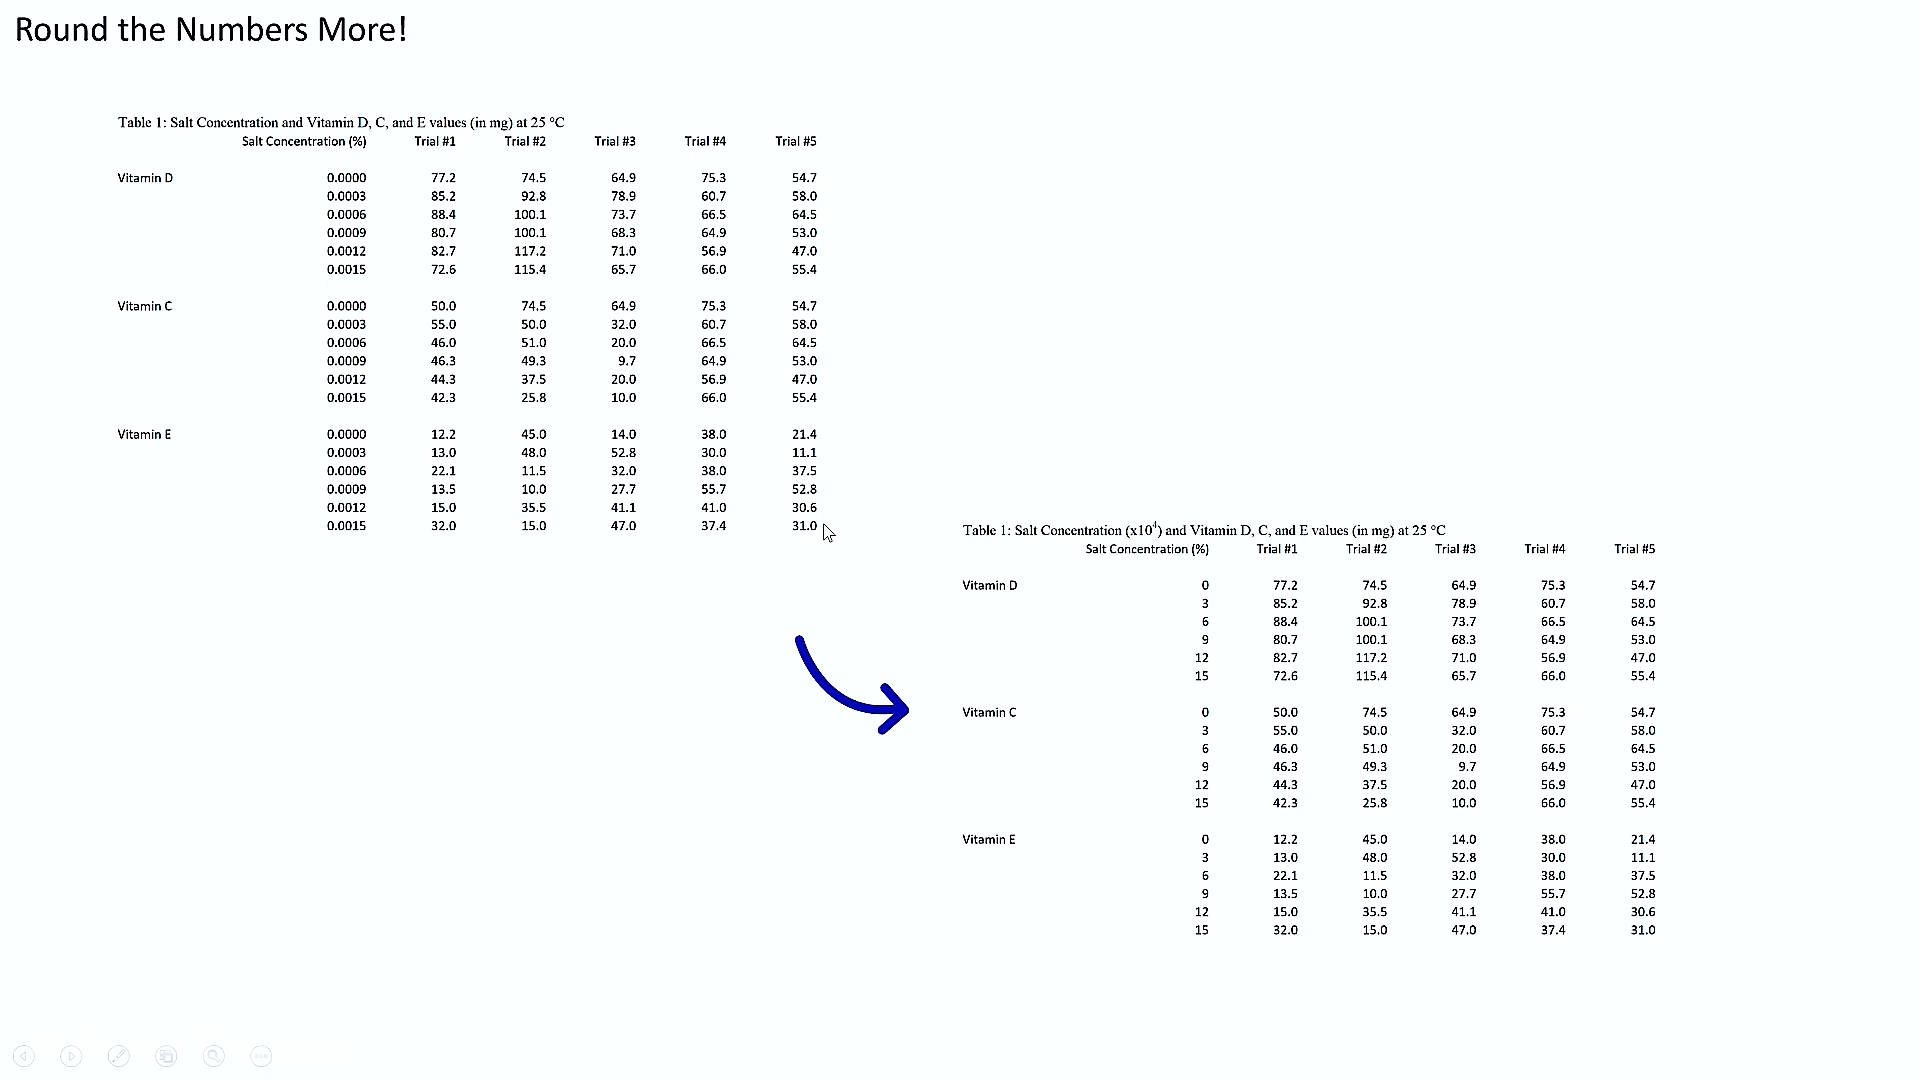 Round the Numbers More!
Table 1: Salt Concentration and Vitamin D, C, and E values (in mg) at 25 °C
Salt Concentration (%) Trial #1 Trial #2 Trial #3 Trial #4 Trial #5
Vitamin D 0.0000 77.2 74.5 64.9 75.3 54.7
0.0003 85.2 92.8 78.9 60.7 58.0
0.0006 88.4 100.1 73.7 66.5 64.5
0.0009 80.7 100.1 68.3 64.9 53.0
0.0012 82.7 117.2 71.0 56.9 47.0
0.0015 72.6 115.4 65.7 66.0 55.4
Vitamin C 0.0000 50.0 74.5 64.9 75.3 54.7
0.0003 55.0 50.0 32.0 60.7 58.0
0.0006 46.0 51.0 20.0 66.5 64.5
0.0009 46.3 49.3 9.7 64.9 53.0
0.0012 44.3 37.5 20.0 56.9 47.0
0.0015 42.3 25.8 10.0 66.0 55.4
Vitamin E 0.0000 12.2 45.0 14.0 38.0 21.4
0.0003 13.0 48.0 52.8 30.0 11.1
0.0006 22.1 11.5 32.0 38.0 37.5
0.0009 13.5 10.0 27.7 55.7 52.8
0.0012 15.0 35.5 41.1 41.0 30.6
0.0015 32.0 15.0 47.0 37.4 31.0
Table 1: Salt Concentration (x10⁴) and Vitamin D, C, and E values (in mg) at 25 °C
Salt Concentration (%) Trial #1 Trial #2 Trial #3 Trial #4 Trial #5
Vitamin D 0 77.2 74.5 64.9 75.3 54.7
3 85.2 92.8 78.9 60.7 58.0
6 88.4 100.1 73.7 66.5 64.5
9 80.7 100.1 68.3 64.9 53.0
12 82.7 117.2 71.0 56.9 47.0
15 72.6 115.4 65.7 66.0 55.4
Vitamin C 0 50.0 74.5 64.9 75.3 54.7
3 55.0 50.0 32.0 60.7 58.0
6 46.0 51.0 20.0 66.5 64.5
9 46.3 49.3 9.7 64.9 53.0
12 44.3 37.5 20.0 56.9 47.0
15 42.3 25.8 10.0 66.0 55.4
Vitamin E 0 12.2 45.0 14.0 38.0 21.4
3 13.0 48.0 52.8 30.0 11.1
6 22.1 11.5 32.0 38.0 37.5
9 13.5 10.0 27.7 55.7 52.8
12 15.0 35.5 41.1 41.0 30.6
15 32.0 15.0 47.0 37.4 31.0